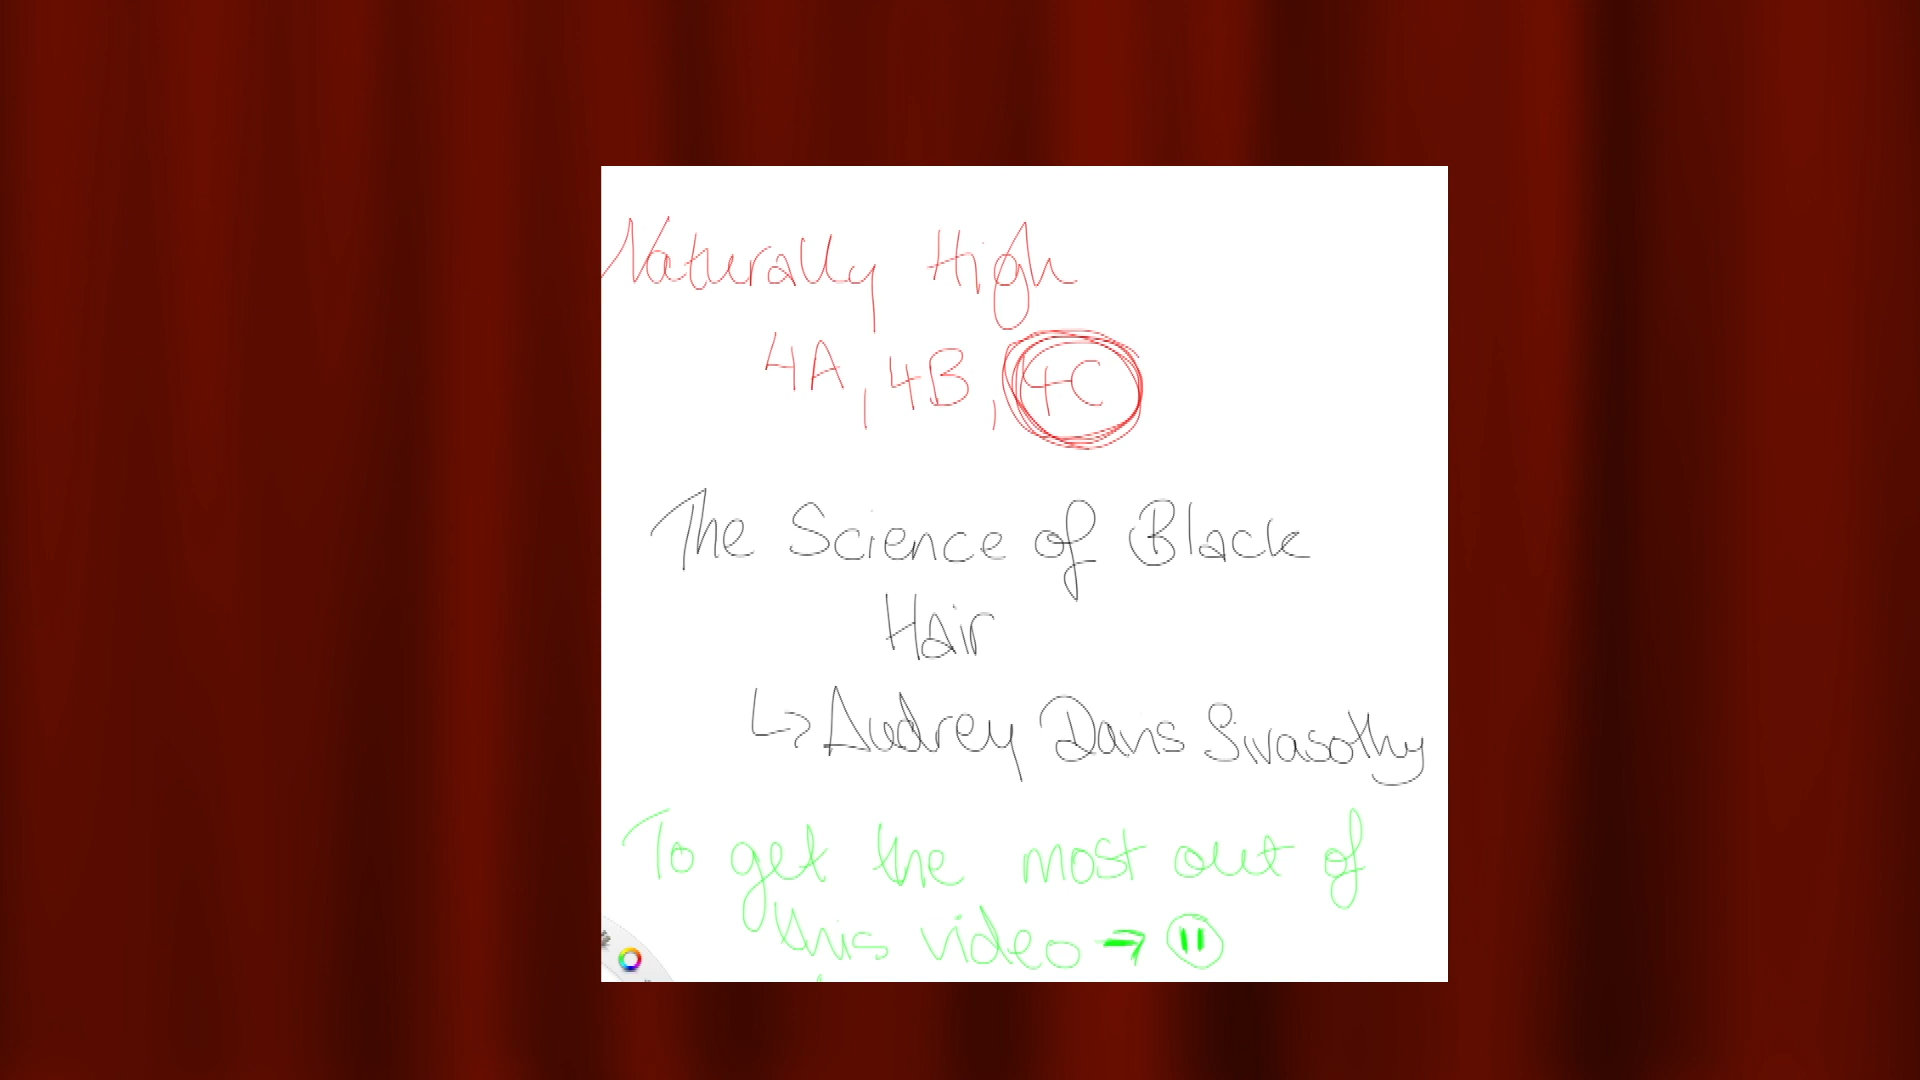 Naturally High
4A, 4B, 4C
The Science of Black
Hair
↳ Audrey Davis Sivasothy
To get the most out of
this video → ⏸